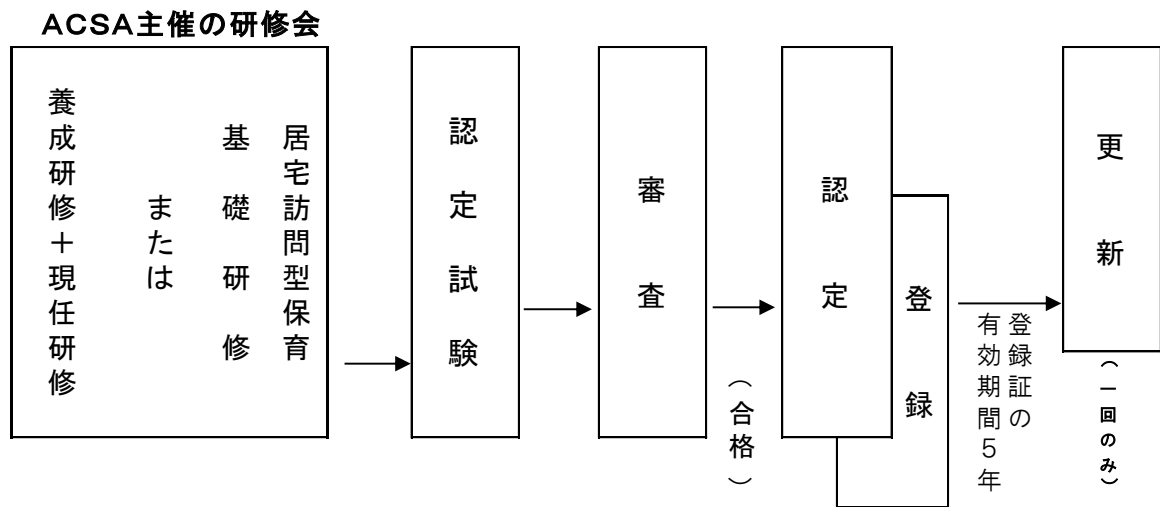 ACSA主催の研修会
居宅訪問型保育
基礎研修
または
養成研修＋現任研修
認定試験
審査
（合格）
認定
登録
登録証の
有効期間５年
更新
（一回のみ）